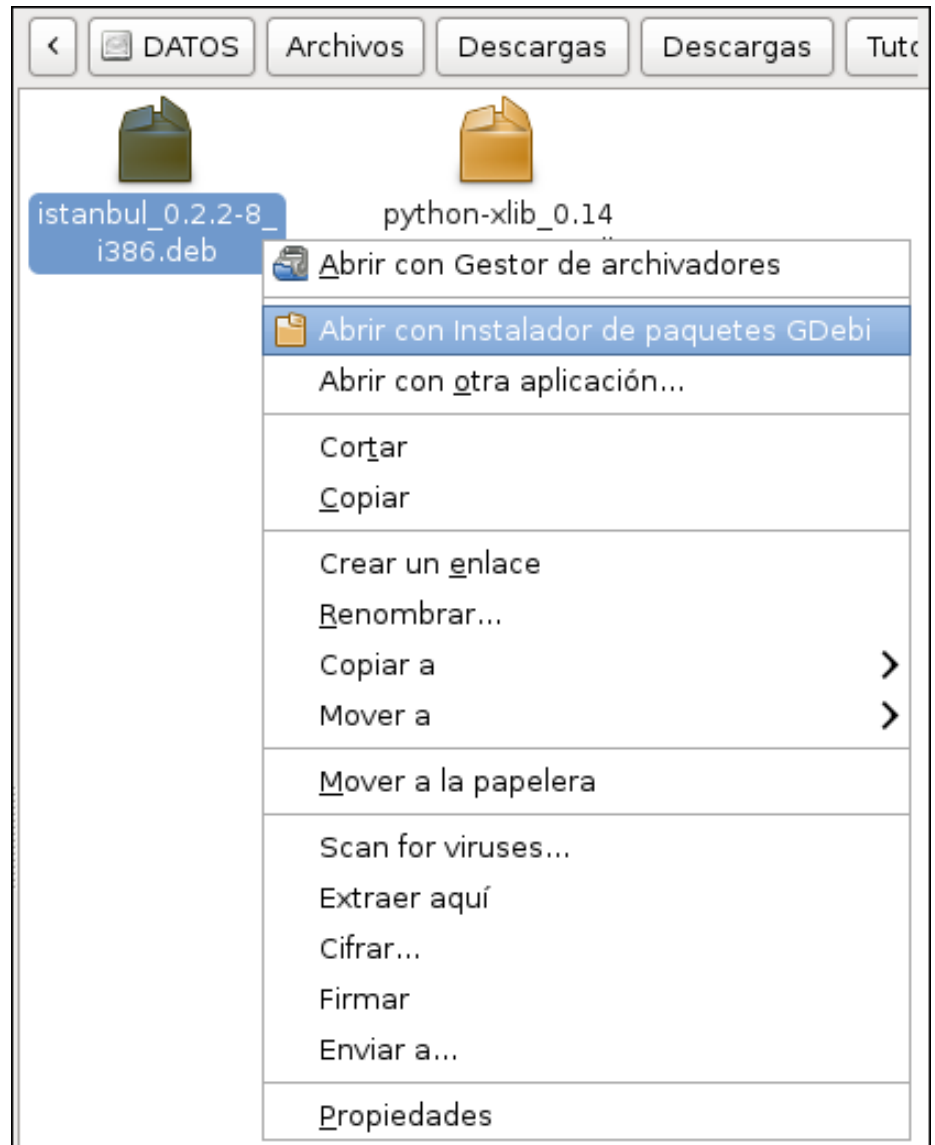 DATOS
Archivos
Descargas
Descargas
Tuto
istanbul_0.2.2-8_
i386.deb
python-xlib_0.14
Abrir con Gestor de archivadores
Abrir con Instalador de paquetes GDebi
Abrir con otra aplicación...
Cortar
Copiar
Crear un enlace
Renombrar...
Copiar a
Mover a
Mover a la papelera
Scan for viruses...
Extraer aquí
Cifrar...
Firmar
Enviar a...
Propiedades